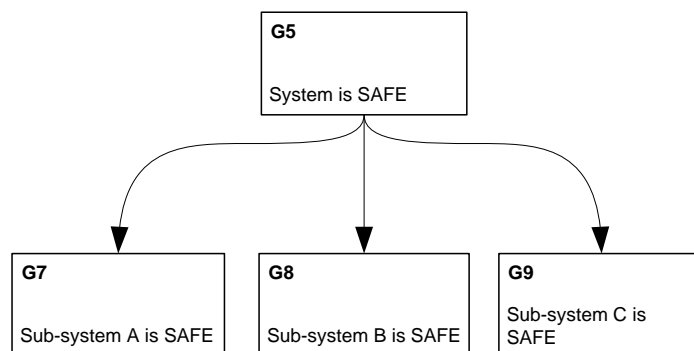 G5
System is SAFE
G7
Sub-system A is SAFE
G8
Sub-system B is SAFE
G9
Sub-system C is
SAFE